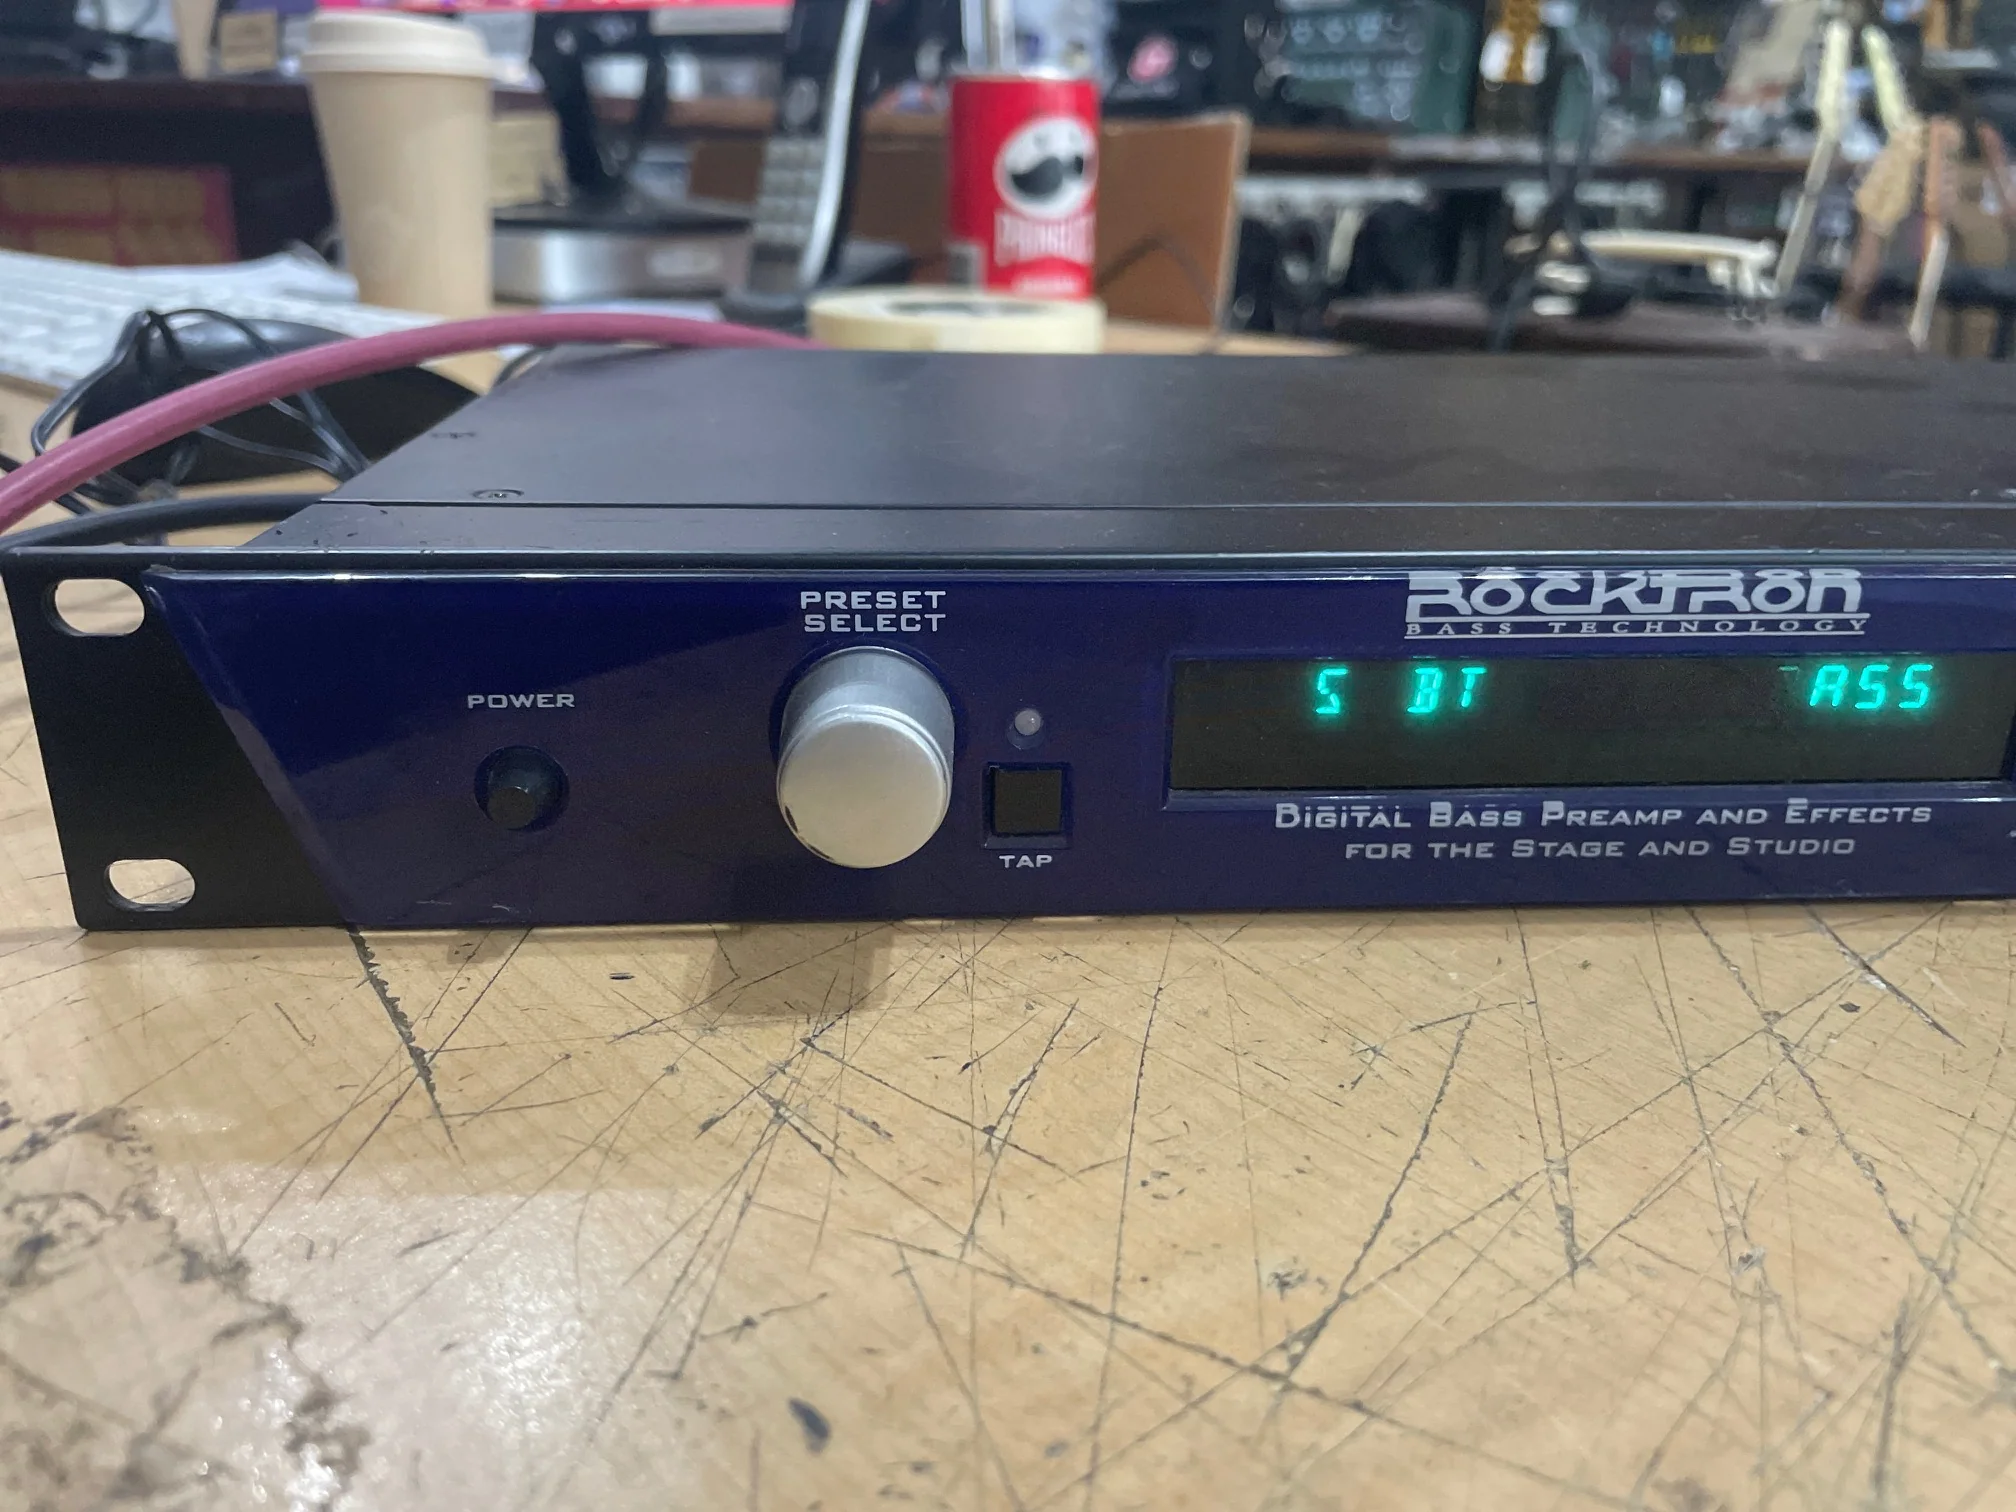 PRINGLES
PRESET
SELECT
ROCKTRON
BASS TECHNOLOGY
POWER
S BT ASS
TAP
DIGITAL BASS PREAMP AND EFFECTS
FOR THE STAGE AND STUDIO